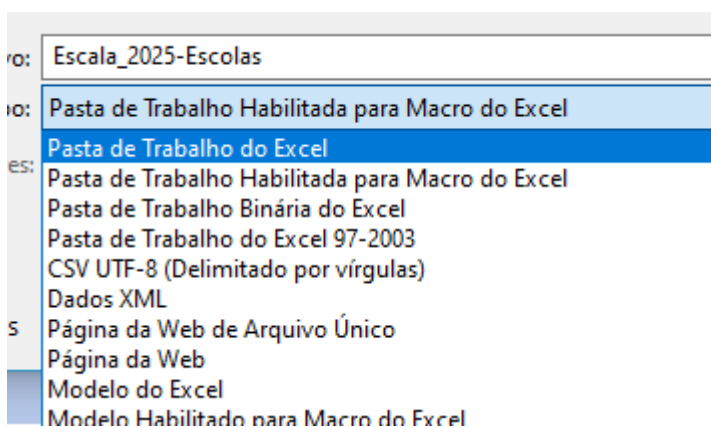 vo:
Escala_2025-Escolas
po:
Pasta de Trabalho Habilitada para Macro do Excel
es:
Pasta de Trabalho do Excel
Pasta de Trabalho Habilitada para Macro do Excel
Pasta de Trabalho Binária do Excel
Pasta de Trabalho do Excel 97-2003
CSV UTF-8 (Delimitado por vírgulas)
Dados XML
s
Página da Web de Arquivo Único
Página da Web
Modelo do Excel
Modelo Habilitado para Macro do Excel